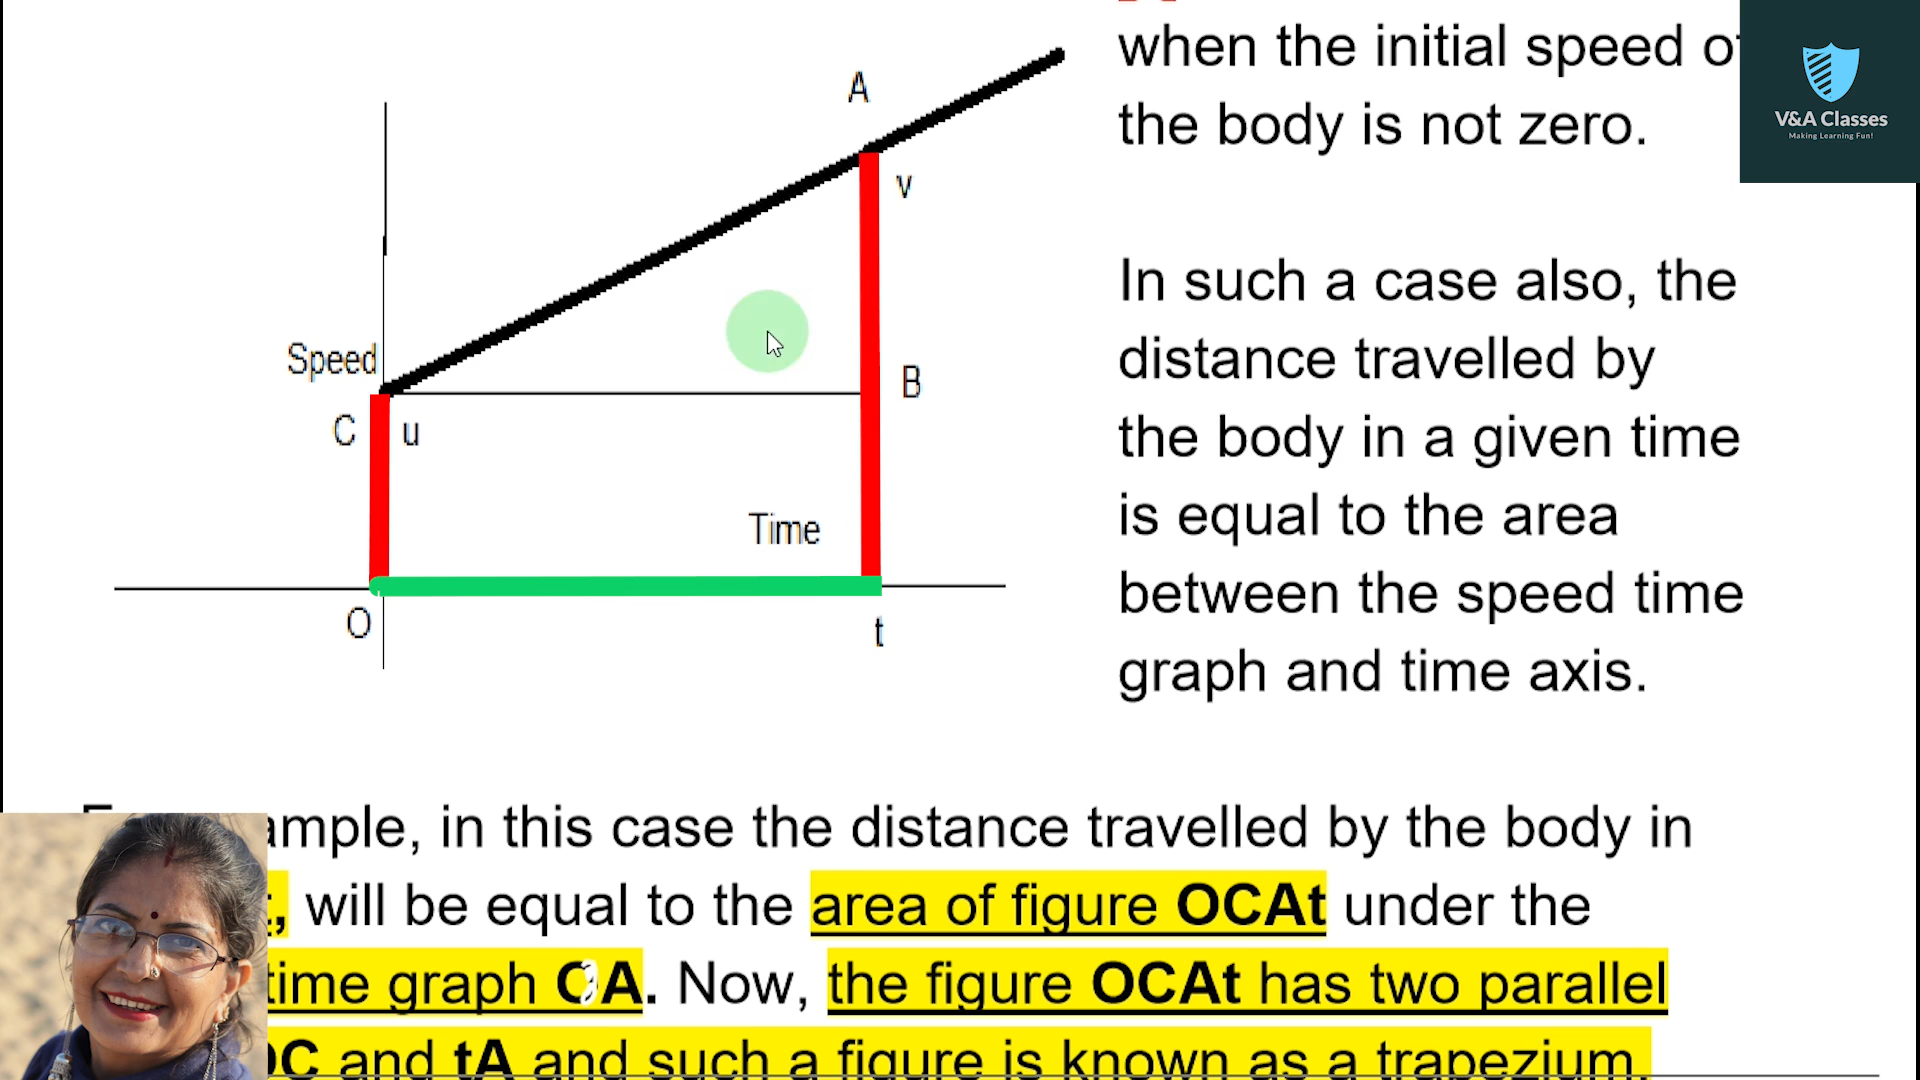 when the initial speed of
the body is not zero.
V&A Classes
Making Learning Fun!
A
v
In such a case also, the
distance travelled by
the body in a given time
is equal to the area
between the speed time
graph and time axis.
Speed
B
C u
Time
O
t
ample, in this case the distance travelled by the body in
t, will be equal to the area of figure OCAt under the
time graph A. Now, the figure OCAt has two parallel
OC and tA and such a figure is known as a trapezium.